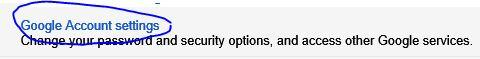 Google Account settings
Change your password and security options, and access other Google services.